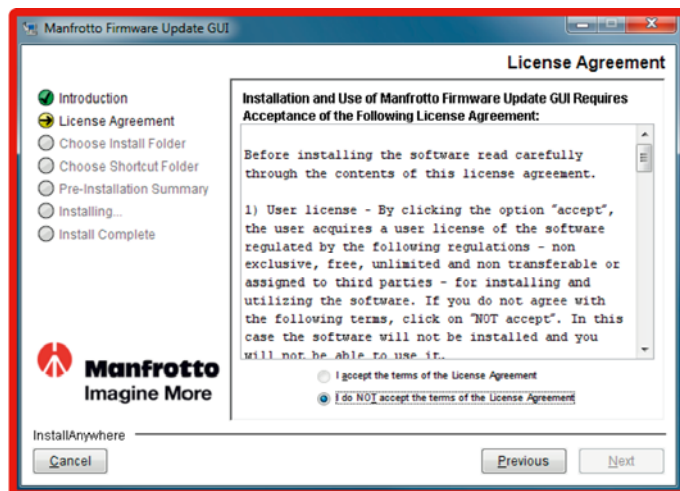 Manfrotto Firmware Update GUI
License Agreement
Introduction
License Agreement
Choose Install Folder
Choose Shortcut Folder
Pre-Installation Summary
Installing...
Install Complete
Manfrotto
Imagine More
Installation and Use of Manfrotto Firmware Update GUI Requires
Acceptance of the Following License Agreement:
Before installing the software read carefully
through the contents of this license agreement.
1) User license - By clicking the option "accept",
the user acquires a user license of the software
regulated by the following regulations - non
exclusive, free, unlimited and non transferable or
assigned to third parties - for installing and
utilizing the software. If you do not agree with
the following terms, click on "NOT accept". In this
case the software will not be installed and you
will not be able to use it.
I accept the terms of the License Agreement
I do NOT accept the terms of the License Agreement
InstallAnywhere
Cancel
Previous
Next